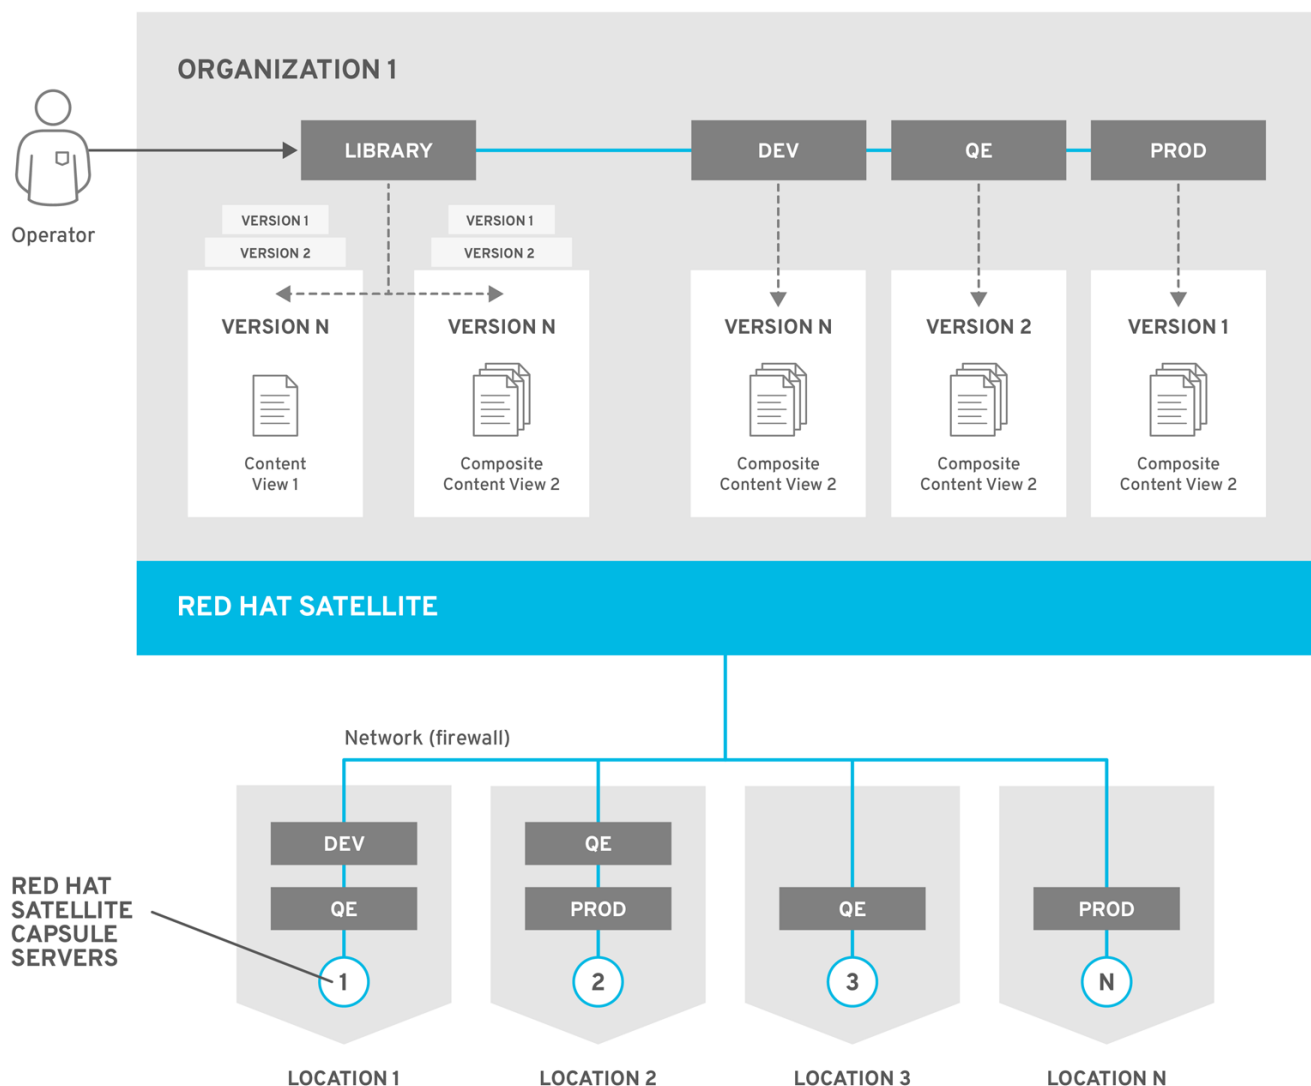 ORGANIZATION 1
LIBRARY
DEV
QE
PROD
Operator
VERSION 1
VERSION 1
VERSION 2
VERSION 2
VERSION N
VERSION N
VERSION N
VERSION 2
VERSION 1
Content
View 1
Composite
Content View 2
Composite
Content View 2
Composite
Content View 2
Composite
Content View 2
RED HAT SATELLITE
Network (firewall)
DEV
QE
QE
PROD
QE
PROD
RED HAT
SATELLITE
CAPSULE
SERVERS
1
2
3
N
LOCATION 1
LOCATION 2
LOCATION 3
LOCATION N